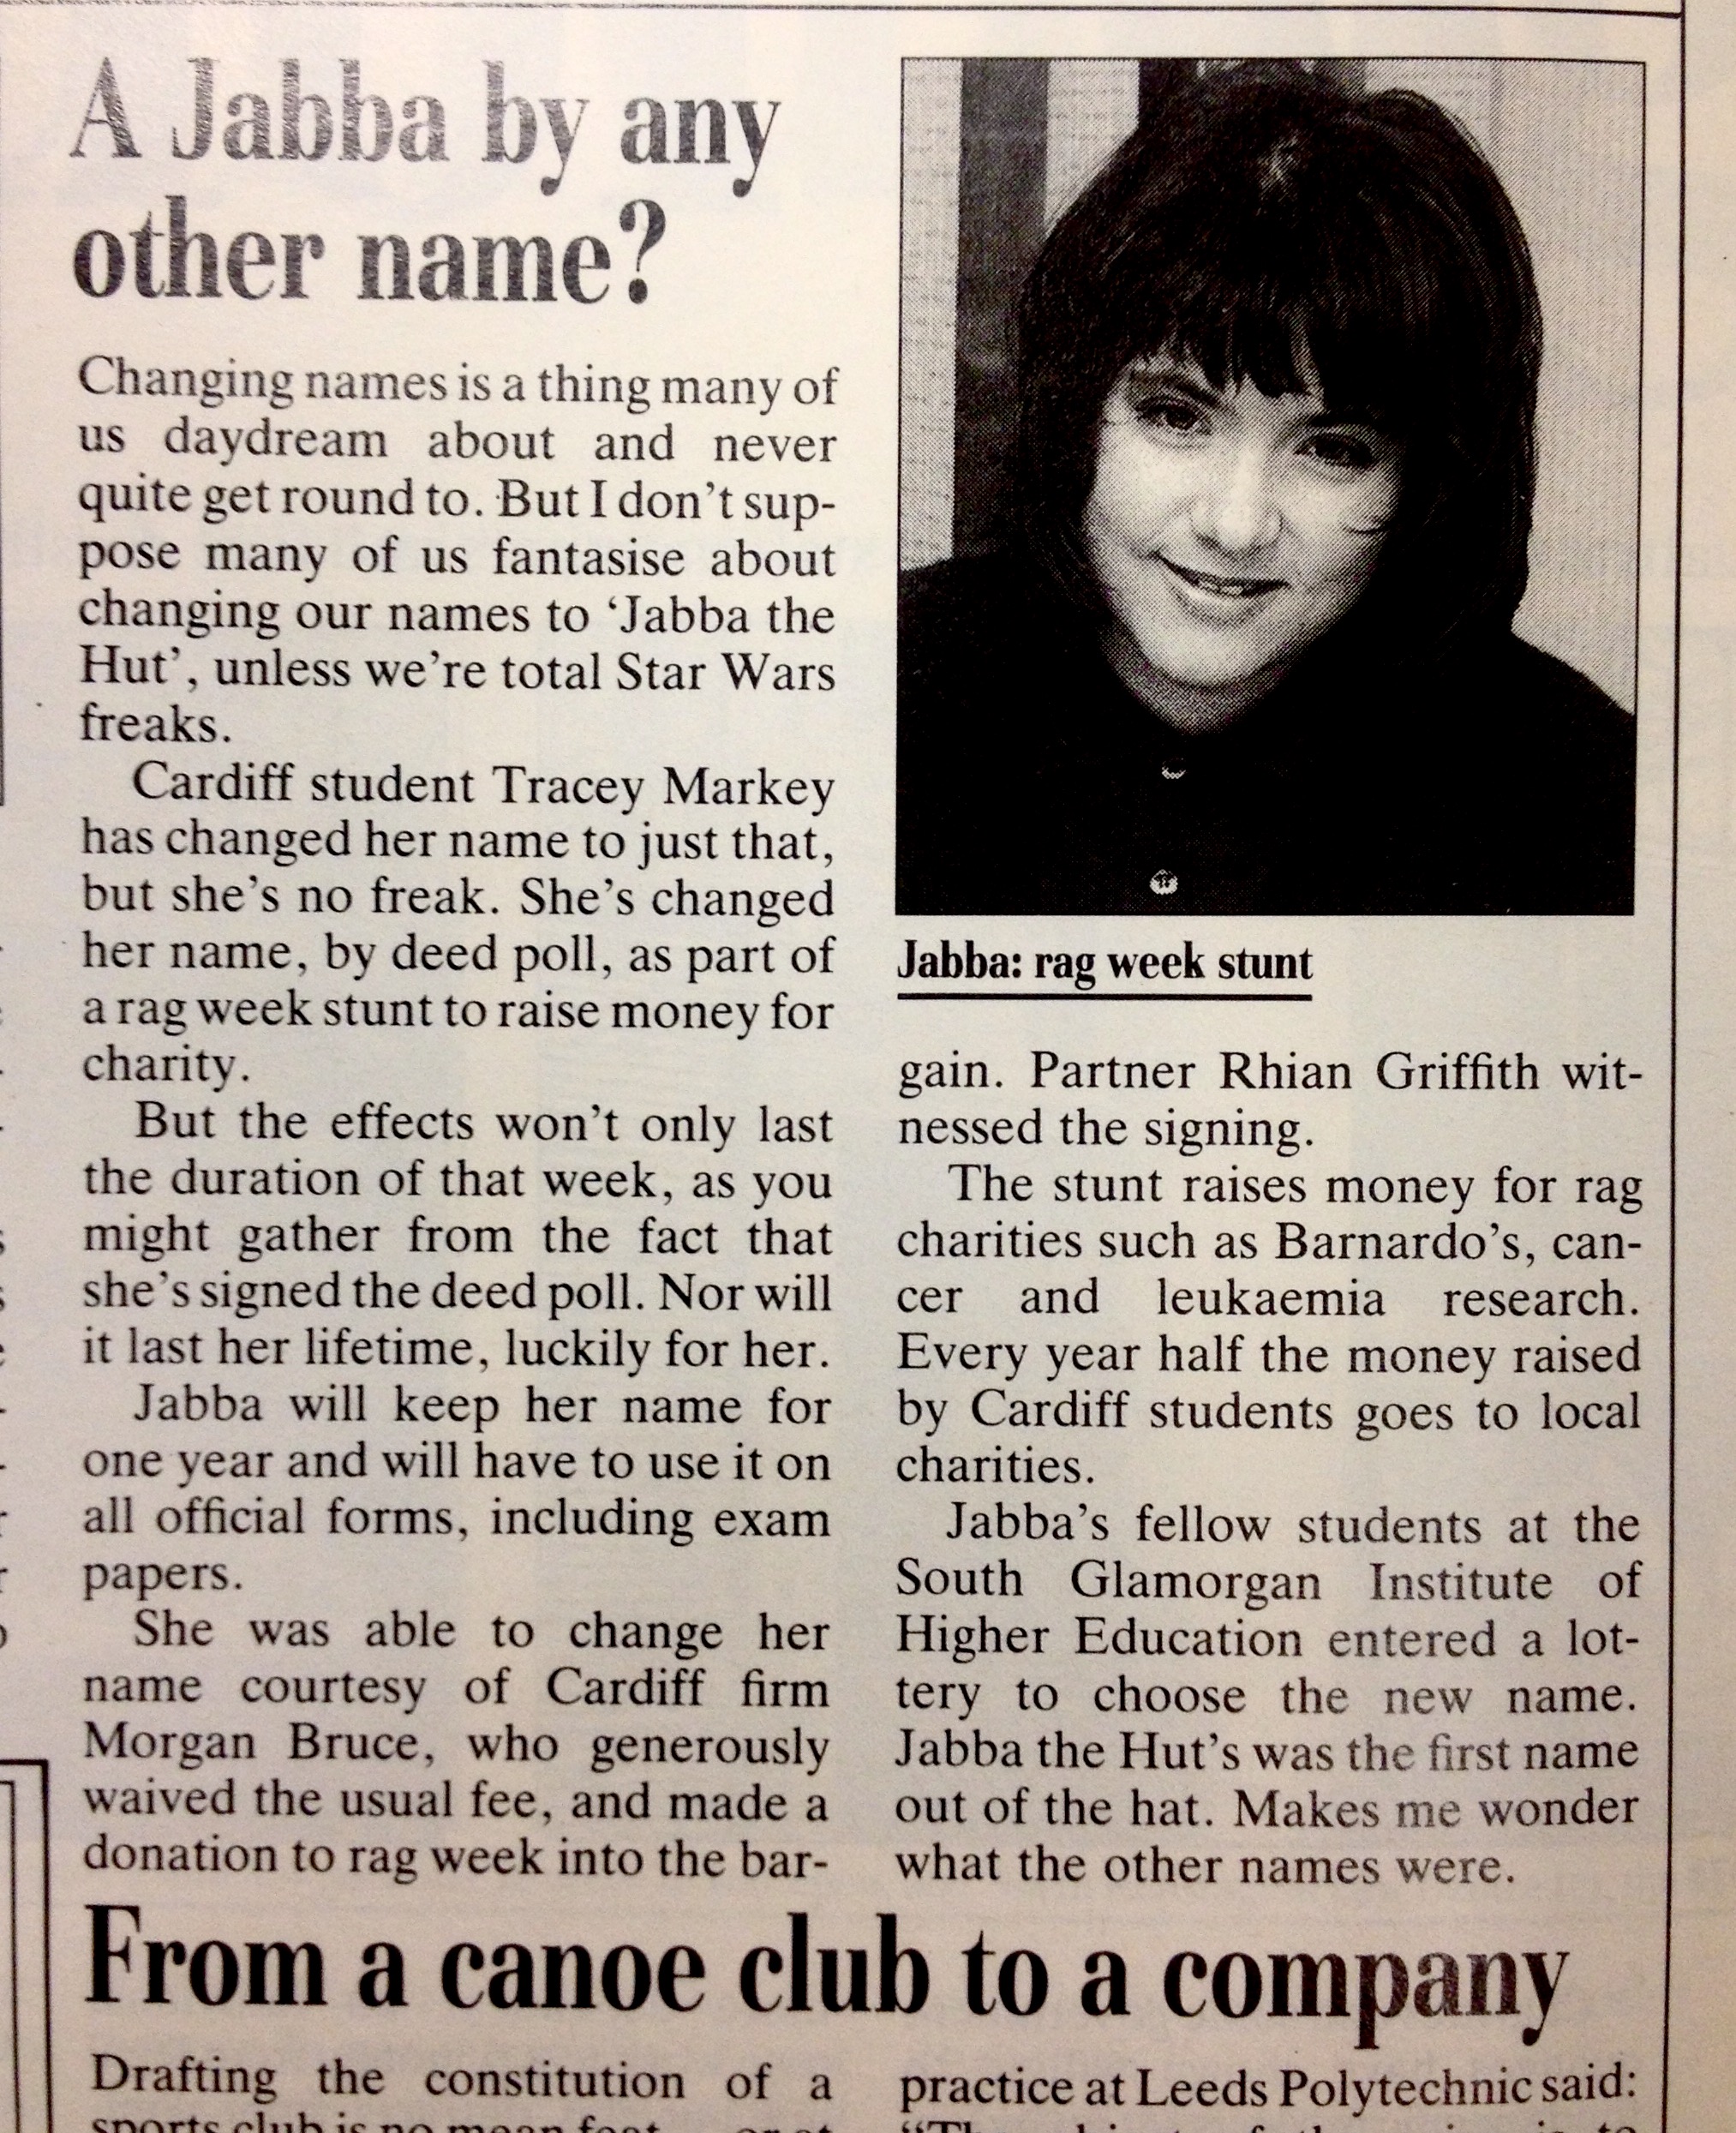 A Jabba by any
other name?
Changing names is a thing many of
us daydream about and never
quite get round to. But I don't sup-
pose many of us fantasise about
changing our names to ‘Jabba the
Hut’, unless we're total Star Wars
freaks.
Cardiff student Tracey Markey
has changed her name to just that,
but she's no freak. She's changed
her name, by deed poll, as part of
a rag week stunt to raise money for
charity.
But the effects won't only last
the duration of that week, as you
might gather from the fact that
she's signed the deed poll. Nor will
it last her lifetime, luckily for her.
Jabba will keep her name for
one year and will have to use it on
all official forms, including exam
papers.
She was able to change her
name courtesy of Cardiff firm
Morgan Bruce, who generously
waived the usual fee, and made a
donation to rag week into the bar-
Jabba: rag week stunt
gain. Partner Rhian Griffith wit-
nessed the signing.
The stunt raises money for rag
charities such as Barnardo's, can-
cer and leukaemia research.
Every year half the money raised
by Cardiff students goes to local
charities.
Jabba's fellow students at the
South Glamorgan Institute of
Higher Education entered a lot-
tery to choose the new name.
Jabba the Hut's was the first name
out of the hat. Makes me wonder
what the other names were.
From a canoe club to a company
Drafting the constitution of a
sports club is no mean feat
practice at Leeds Polytechnic said: